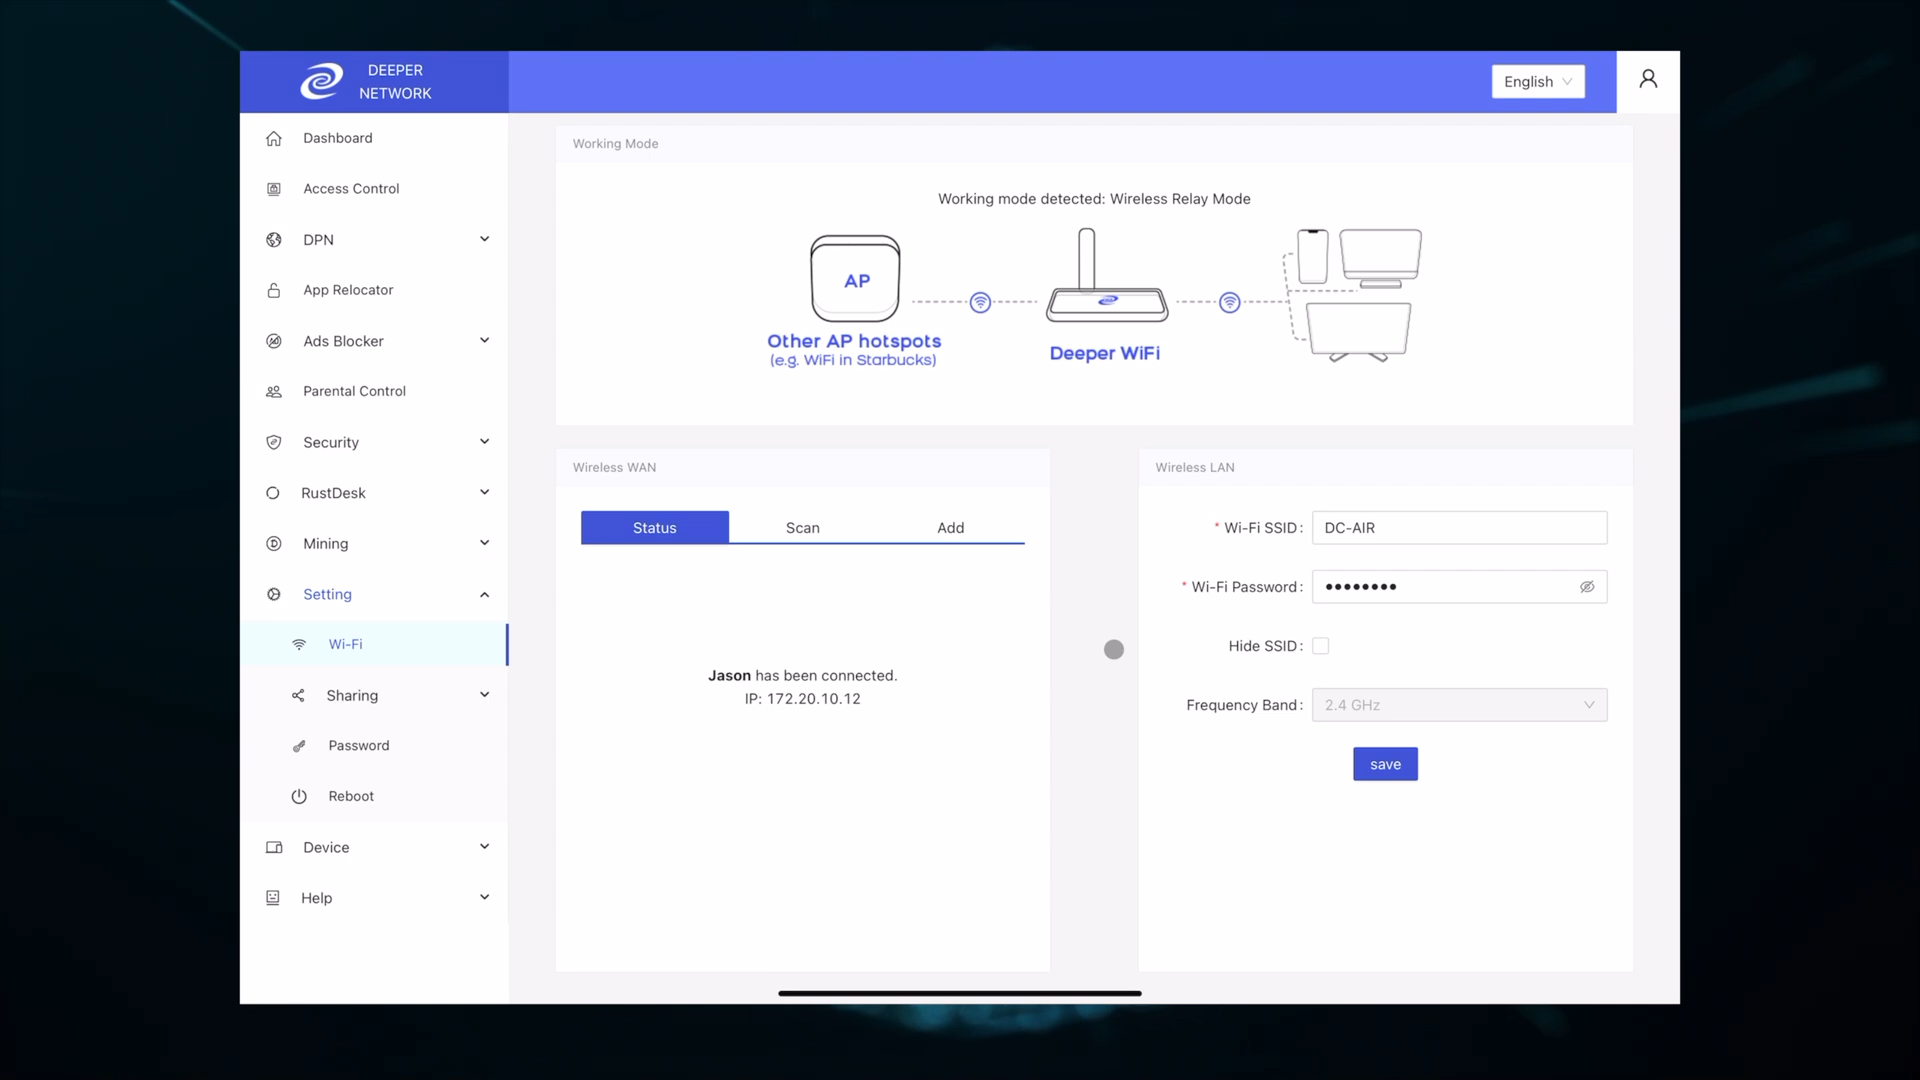 DEEPER
NETWORK
English
Dashboard
Access Control
DPN
App Relocator
Ads Blocker
Parental Control
Security
RustDesk
Mining
Setting
Wi-Fi
Sharing
Password
Reboot
Device
Help
Working Mode
Working mode detected: Wireless Relay Mode
AP
Other AP hotspots
(e.g. WiFi in Starbucks)
Deeper WiFi
Wireless WAN
Status Scan Add
Jason has been connected.
IP: 172.20.10.12
Wireless LAN
* Wi-Fi SSID: DC-AIR
* Wi-Fi Password: ••••••••
Hide SSID:
Frequency Band: 2.4 GHz
save